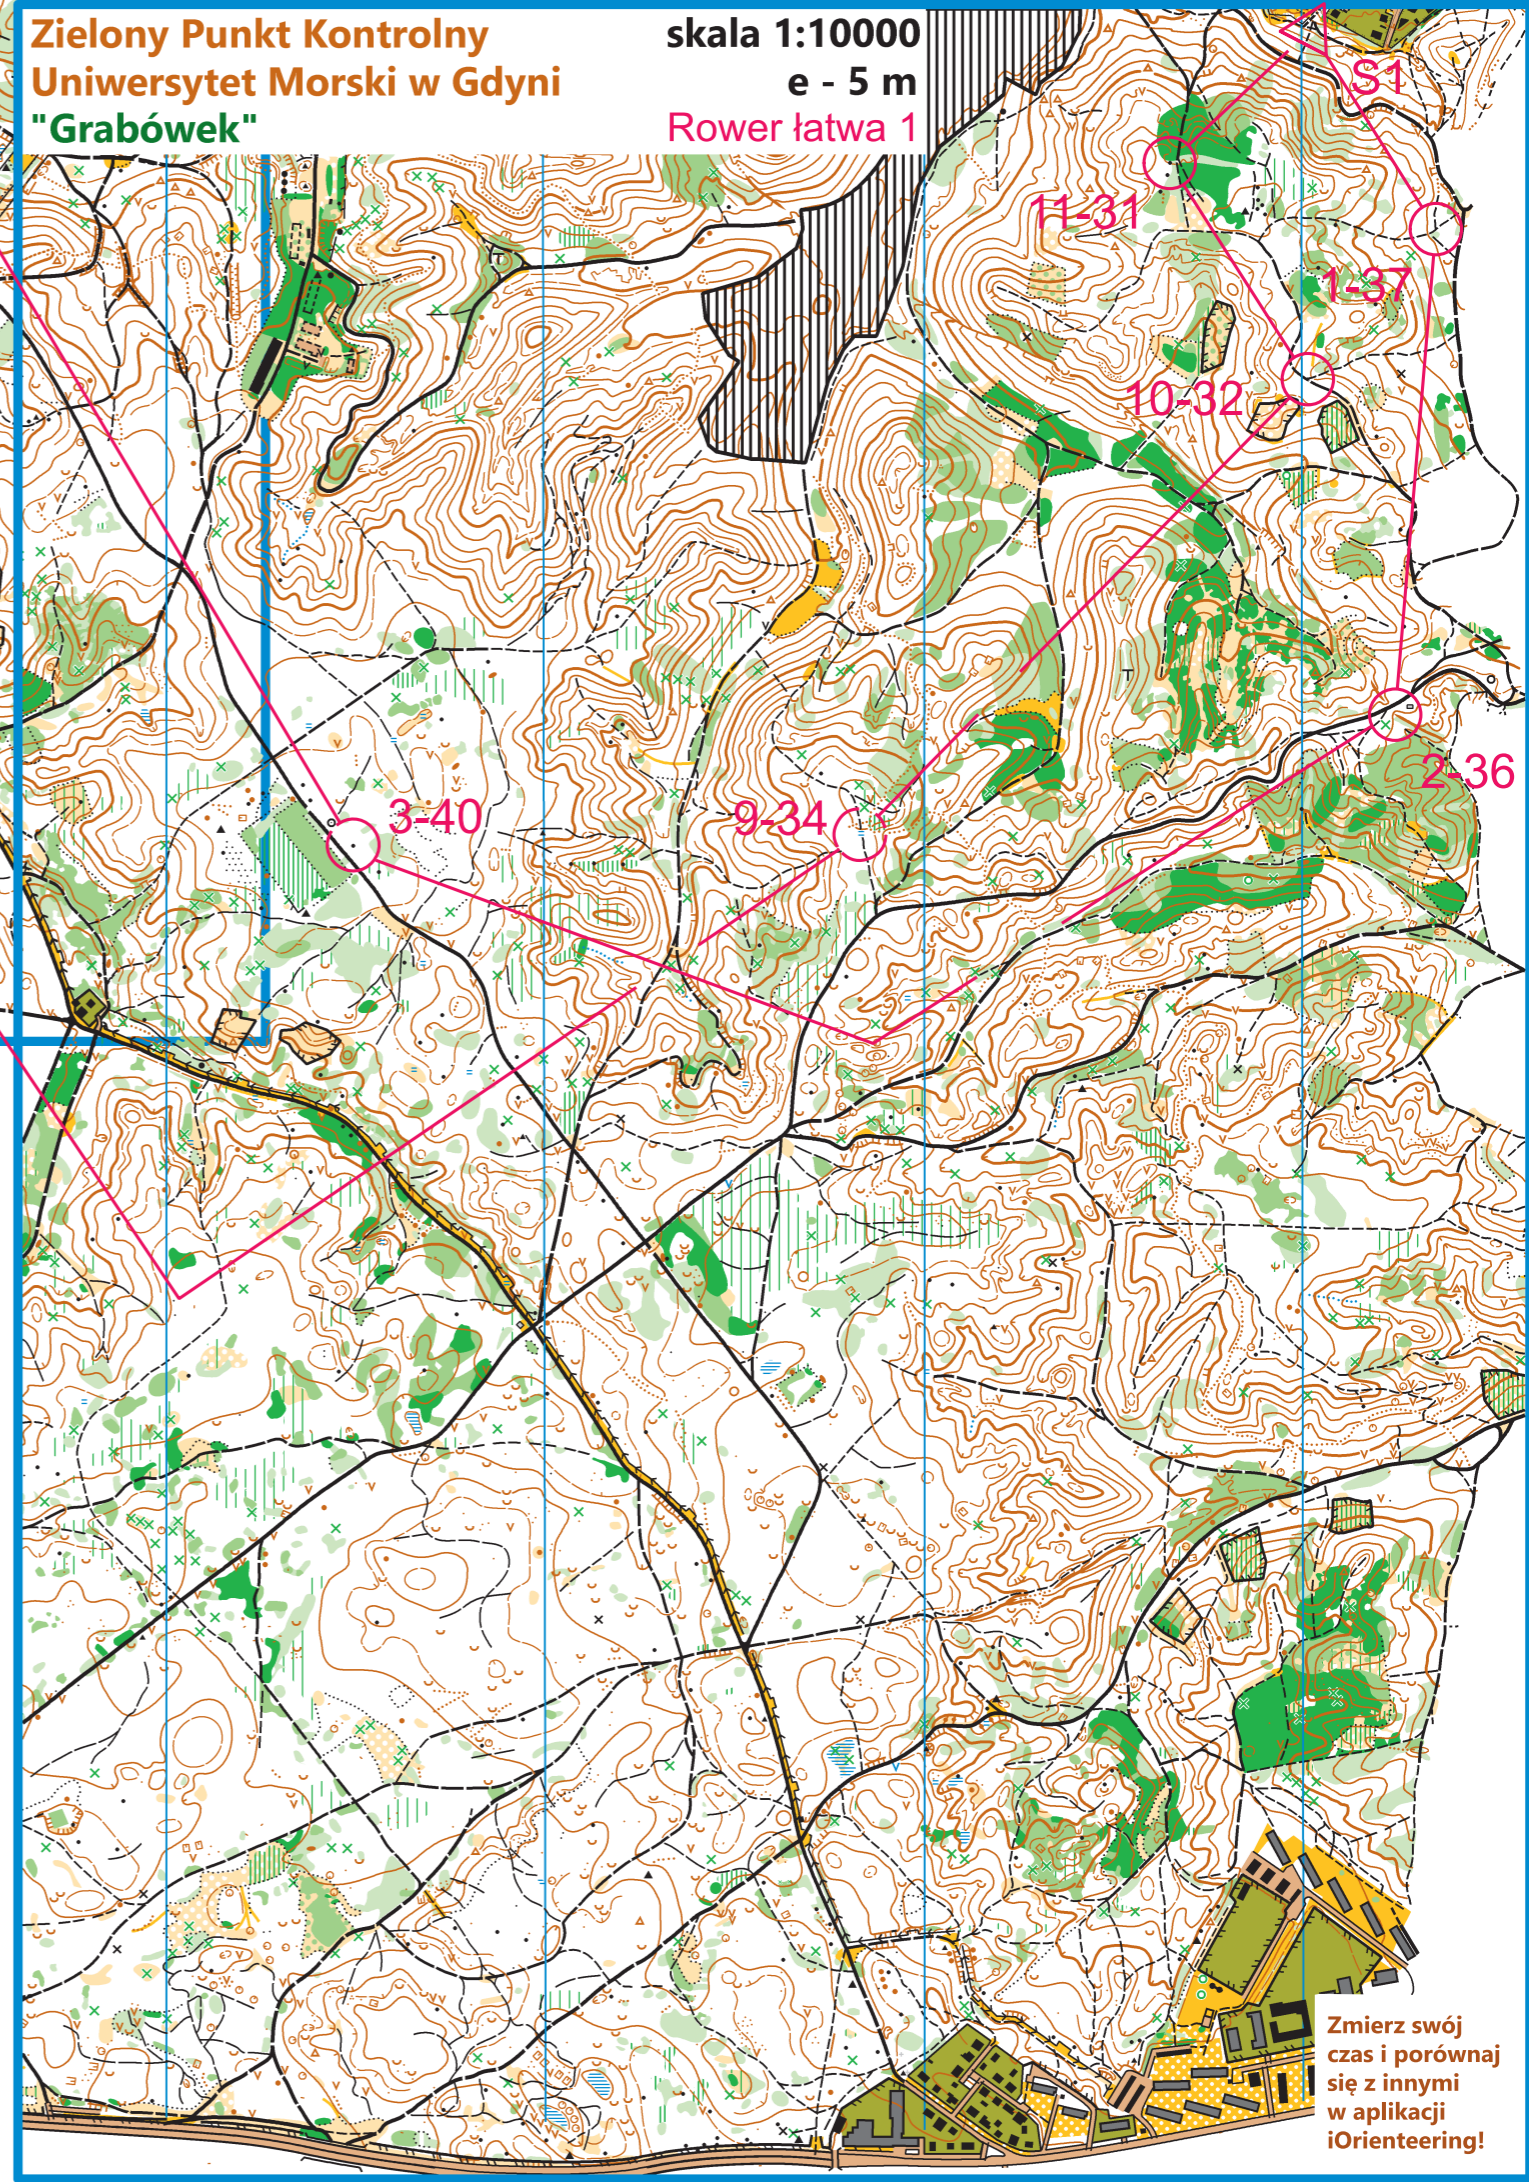 Zielony Punkt Kontrolny
Uniwersytet Morski w Gdyni
"Grabówek"
skala 1:10000
e - 5 m
Rower łatwa 1
S1
11-31
1-37
10-32
2-36
3-40
9-34
Zmierz swój
czas i porównaj
się z innymi
w aplikacji
iOrienteering!